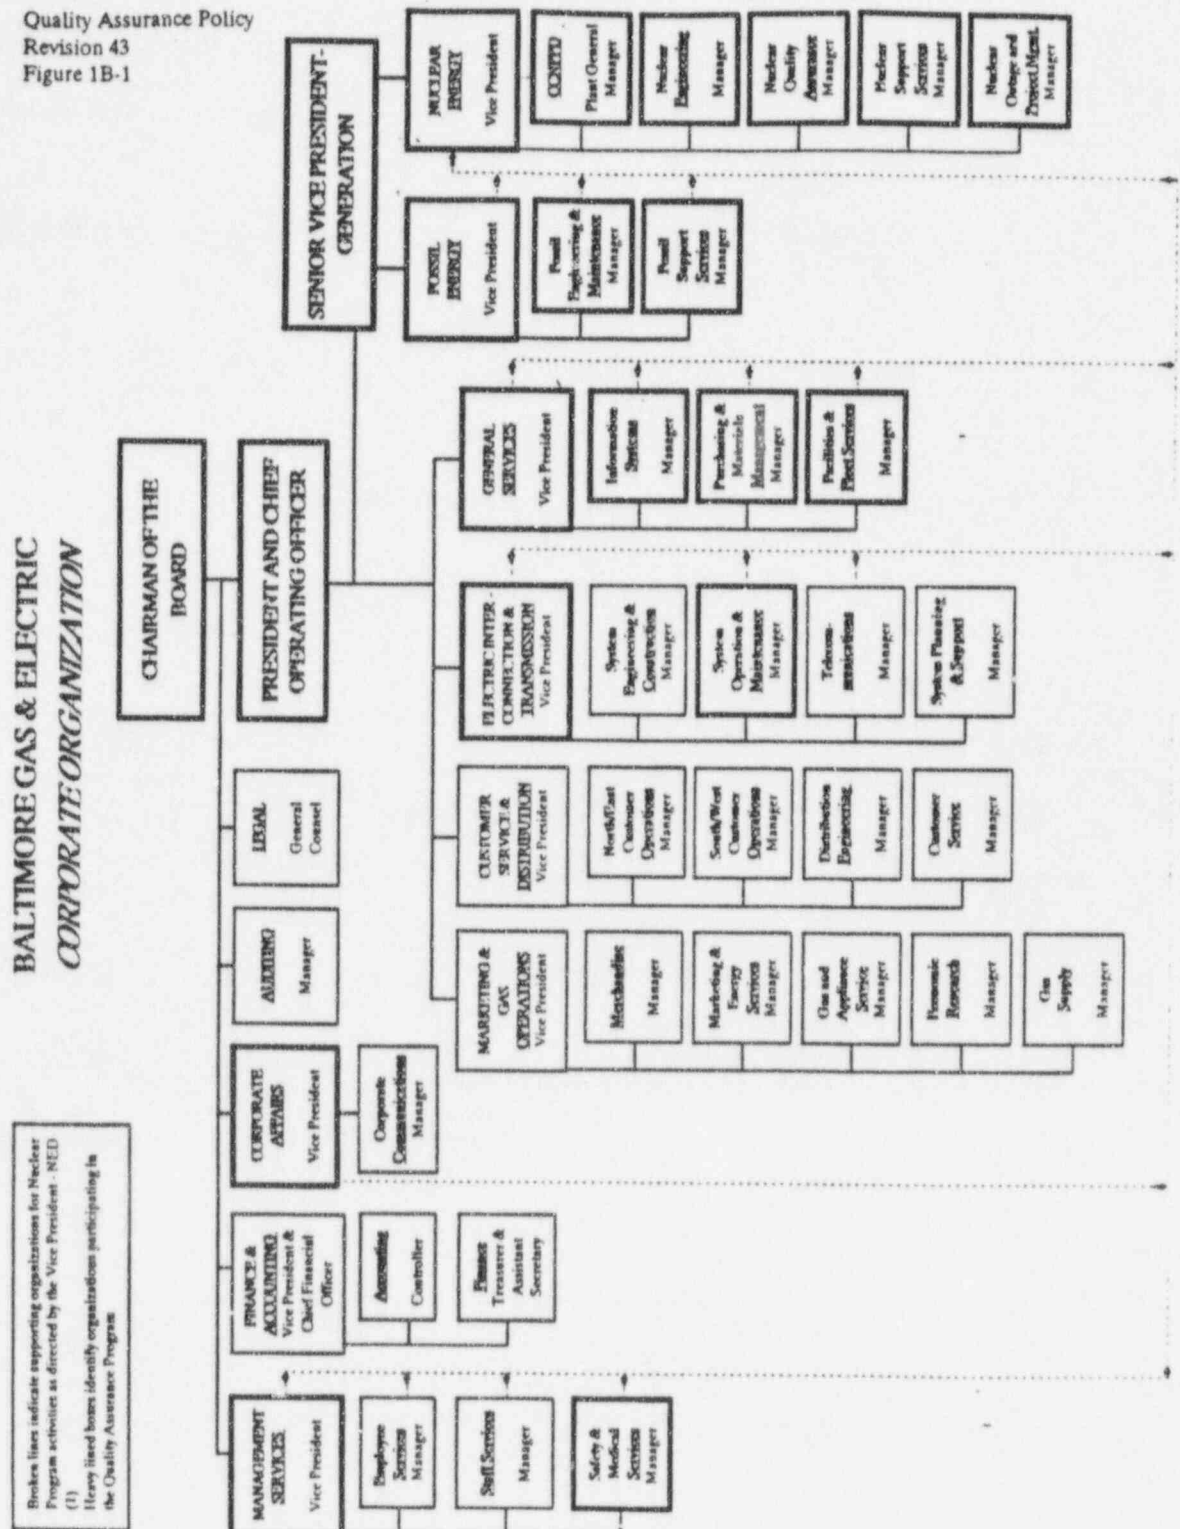 Quality Assurance Policy
Revision 43
Figure 1B-1
BALTIMORE GAS & ELECTRIC
CORPORATE ORGANIZATION
Broken lines indicate supporting organizations for Nuclear
Program activities as directed by the Vice President - NED
(1)
Heavy lined boxes identify organizations participating in
the Quality Assurance Program
CHAIRMAN OF THE
BOARD
PRESIDENT AND CHIEF
OPERATING OFFICER
SENIOR VICE PRESIDENT-
GENERATION
MANAGEMENT
SERVICES
Vice President
Employee
Services
Manager
Staff Services
Manager
Safety &
Medical
Services
Manager
FINANCE &
ACCOUNTING
Vice President &
Chief Financial
Officer
Accounting
Controller
Finance
Treasurer &
Assistant
Secretary
CORPORATE
AFFAIRS
Vice President
Corporate
Communications
Manager
AUDITING
Manager
LEGAL
General
Counsel
MARKETING &
GAS
OPERATIONS
Vice President
Merchandise
Manager
Marketing &
Energy
Services
Manager
Gas and
Appliance
Service
Manager
Economic
Research
Manager
Gas
Supply
Manager
CUSTOMER
SERVICE &
DISTRIBUTION
Vice President
North/East
Customer
Operations
Manager
South/West
Customer
Operations
Manager
Distribution
Engineering
Manager
Customer
Service
Manager
ELECTRIC INTER-
CONNECTION &
TRANSMISSION
Vice President
System
Engineering &
Construction
Manager
System
Operation &
Maintenance
Manager
Telecom-
munications
Manager
System Planning
& Support
Manager
GENERAL
SERVICES
Vice President
Information
Systems
Manager
Purchasing &
Materials
Management
Manager
Facilities &
Fleet Services
Manager
FOSSIL
ENERGY
Vice President
Fossil
Engineering &
Maintenance
Manager
Fossil
Support
Services
Manager
NUCLEAR
ENERGY
Vice President
CCNPPD
Plant General
Manager
Nuclear
Engineering
Manager
Nuclear
Quality
Assurance
Manager
Nuclear
Support
Services
Manager
Nuclear
Outage and
Project Mgmt.
Manager